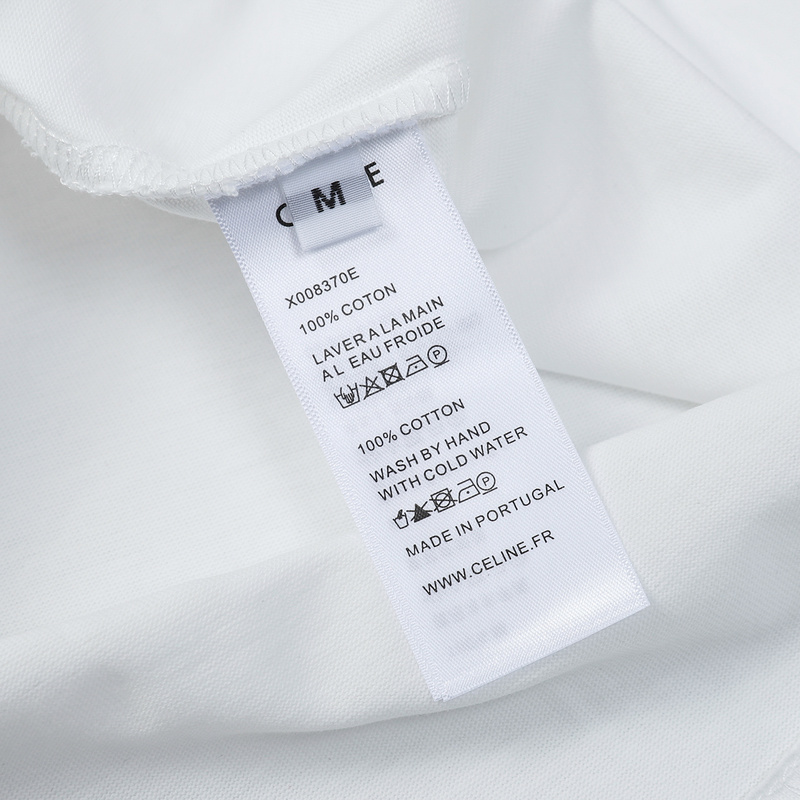 C E
M
X008370E
100% COTON
LAVER A LA MAIN
AL EAU FROIDE
P
100% COTTON
WASH BY HAND
WITH COLD WATER
P
MADE IN PORTUGAL
WWW.CELINE.FR